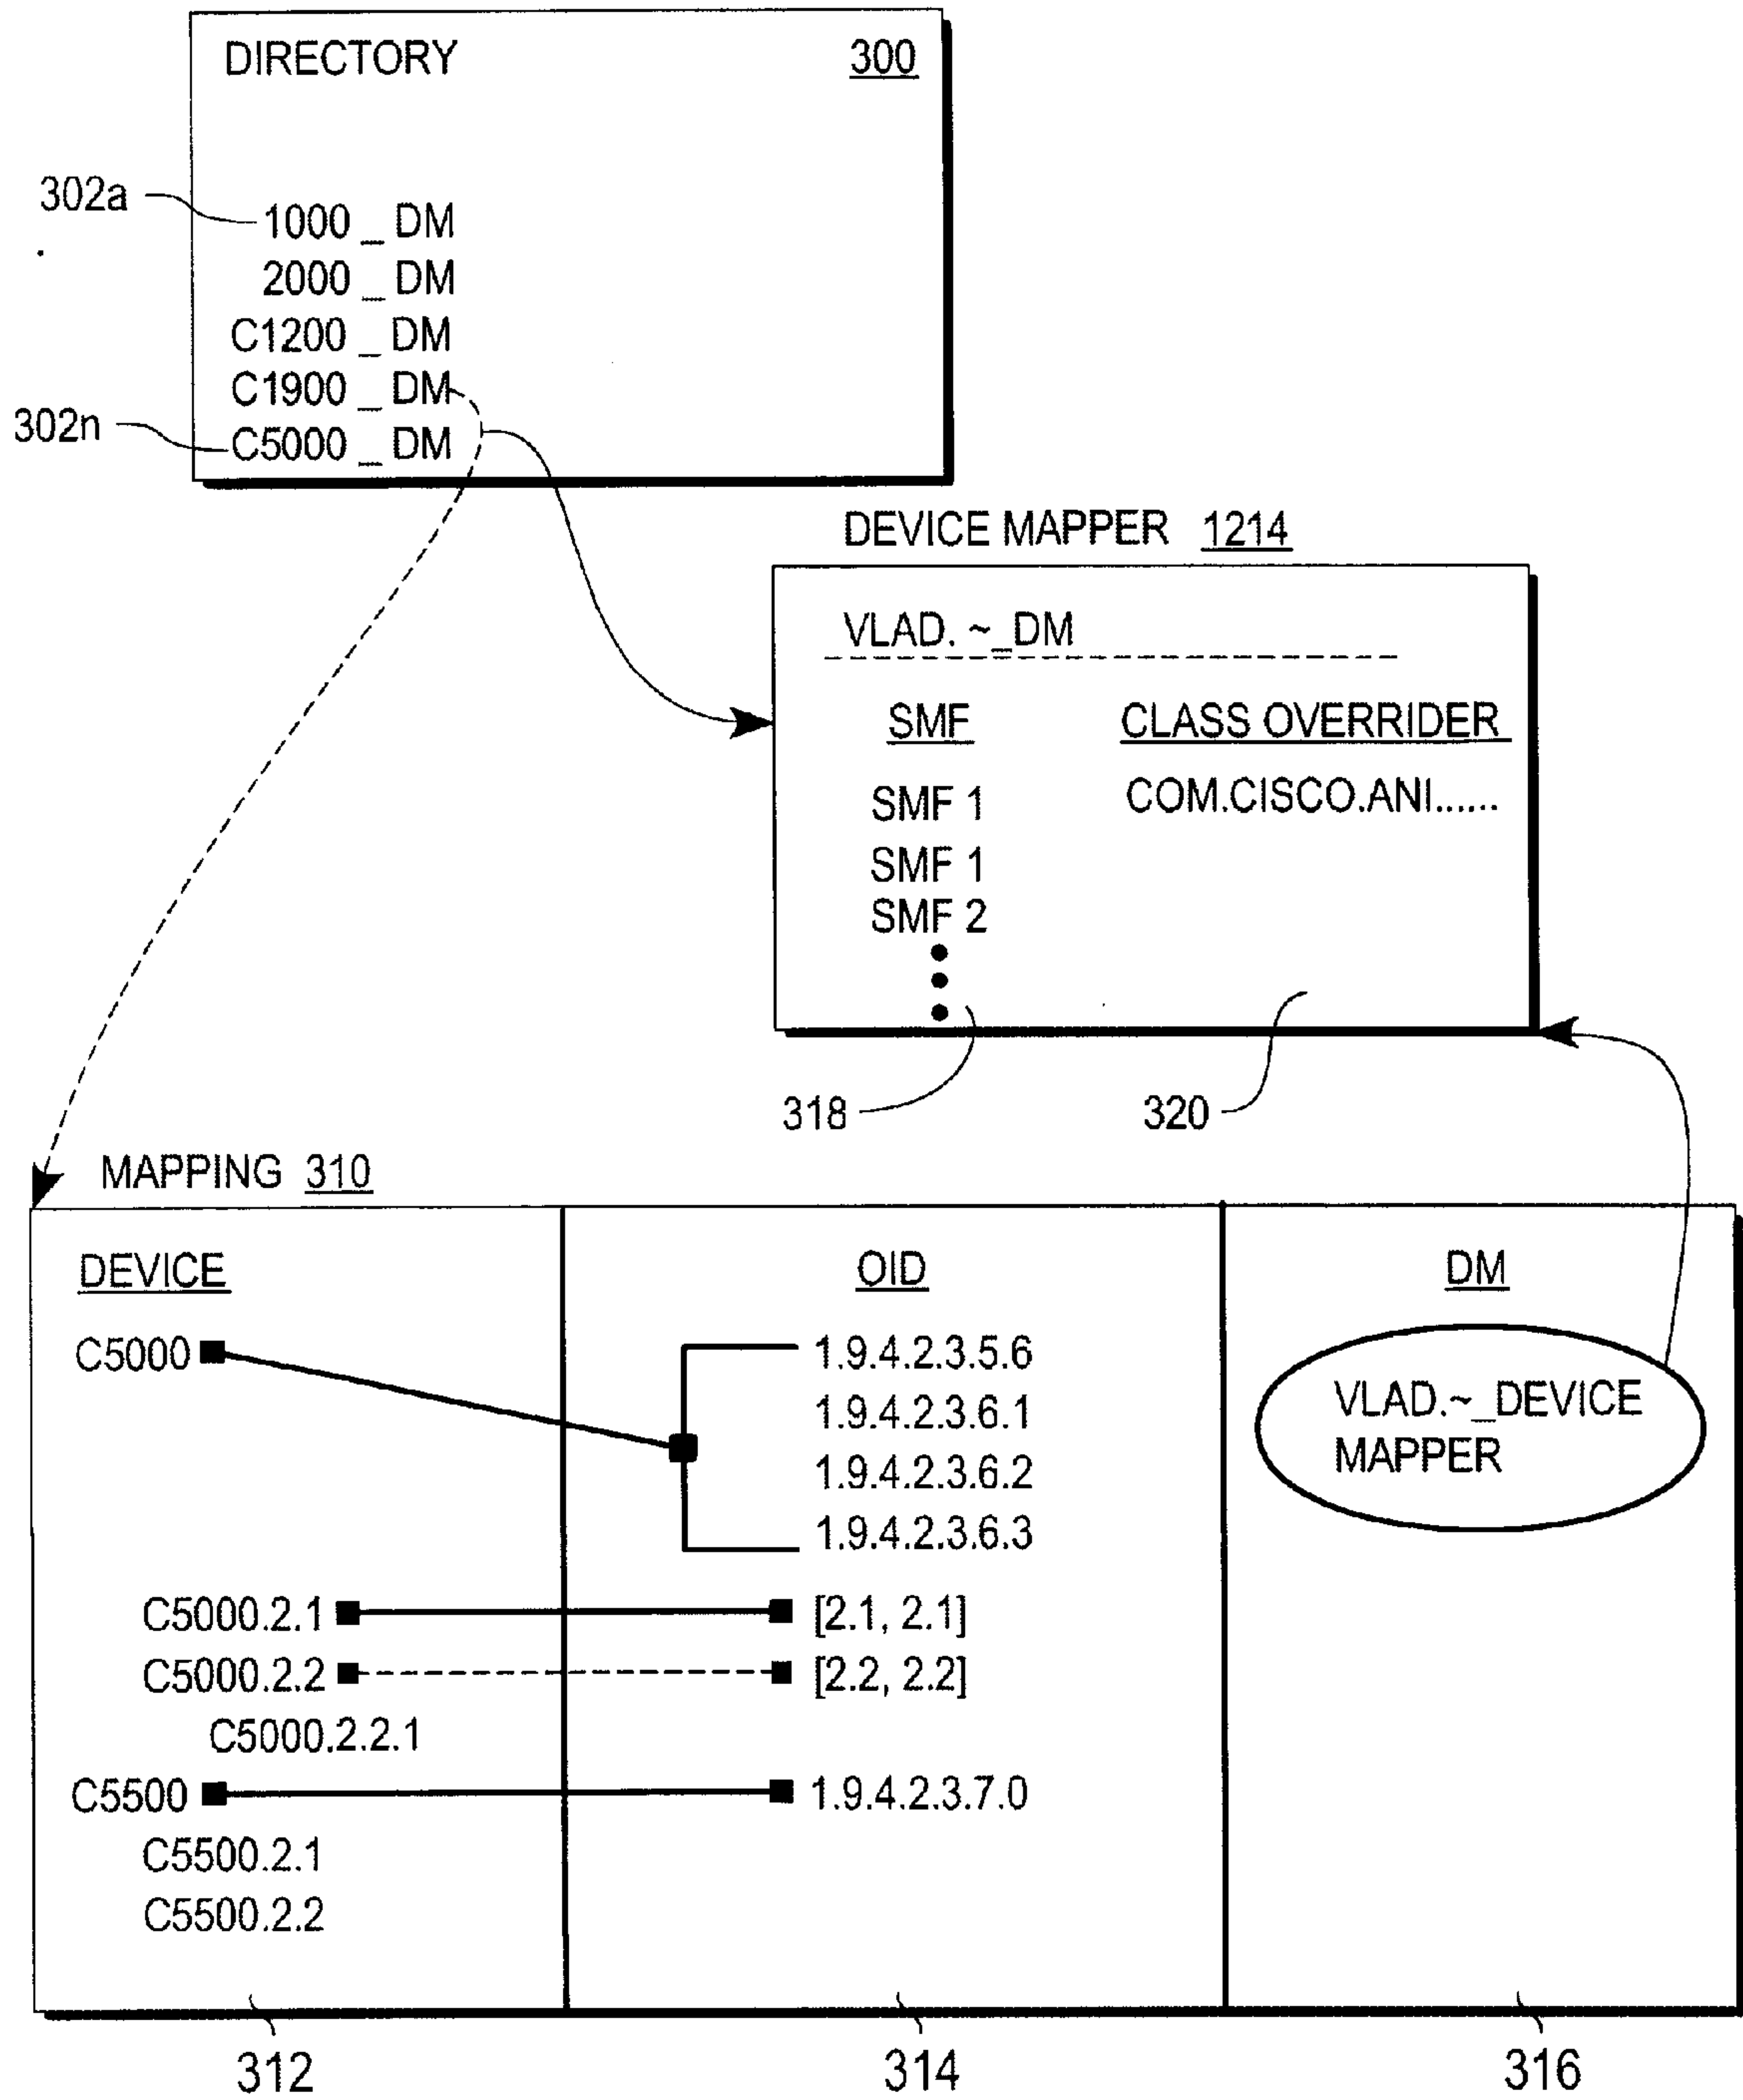 DIRECTORY 300
302a
1000 _ DM
2000 _ DM
C1200 _ DM
C1900 _ DM
302n
C5000 _ DM
DEVICE MAPPER 1214
VLAD. ~_DM
SMF CLASS OVERRIDER
SMF 1 COM.CISCO.ANI......
SMF 1
SMF 2
318 320
MAPPING 310
DEVICE OID DM
C5000 1.9.4.2.3.5.6
1.9.4.2.3.6.1
1.9.4.2.3.6.2
1.9.4.2.3.6.3
VLAD.~_DEVICE
MAPPER
C5000.2.1 [2.1, 2.1]
C5000.2.2 [2.2, 2.2]
C5000.2.2.1
C5500 1.9.4.2.3.7.0
C5500.2.1
C5500.2.2
312 314 316